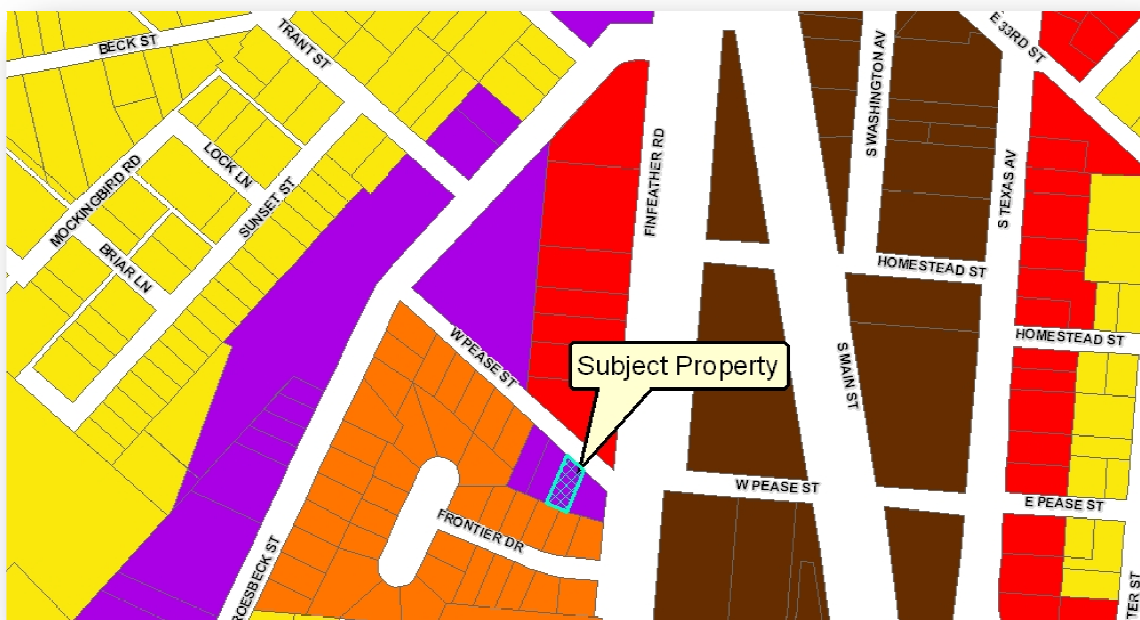 BECK ST
TRANT ST
E 33RD ST
S WASHINGTON AV
LOCK LN
MOCKINGBIRD RD
SUNSET ST
FINFEATHER RD
S TEXAS AV
BRIAR LN
HOMESTEAD ST
HOMESTEAD ST
W PEASE ST
Subject Property
S MAIN ST
W PEASE ST
E PEASE ST
FRONTIER DR
ROESBECK ST
TER ST